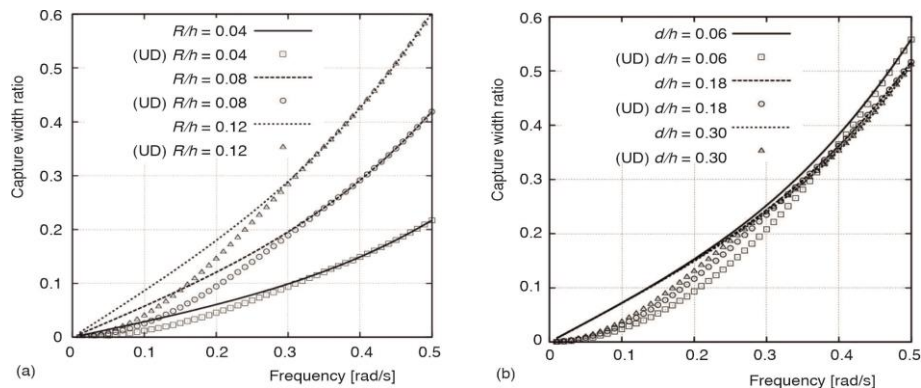 0.6
0.5
0.4
0.3
0.2
0.1
0
Capture width ratio
R/h = 0.04
(UD) R/h = 0.04
R/h = 0.08
(UD) R/h = 0.08
R/h = 0.12
(UD) R/h = 0.12
0 0.1 0.2 0.3 0.4 0.5
(a)
Frequency [rad/s]
0.6
0.5
0.4
0.3
0.2
0.1
0
Capture width ratio
d/h = 0.06
(UD) d/h = 0.06
d/h = 0.18
(UD) d/h = 0.18
d/h = 0.30
(UD) d/h = 0.30
0 0.1 0.2 0.3 0.4 0.5
(b)
Frequency [rad/s]